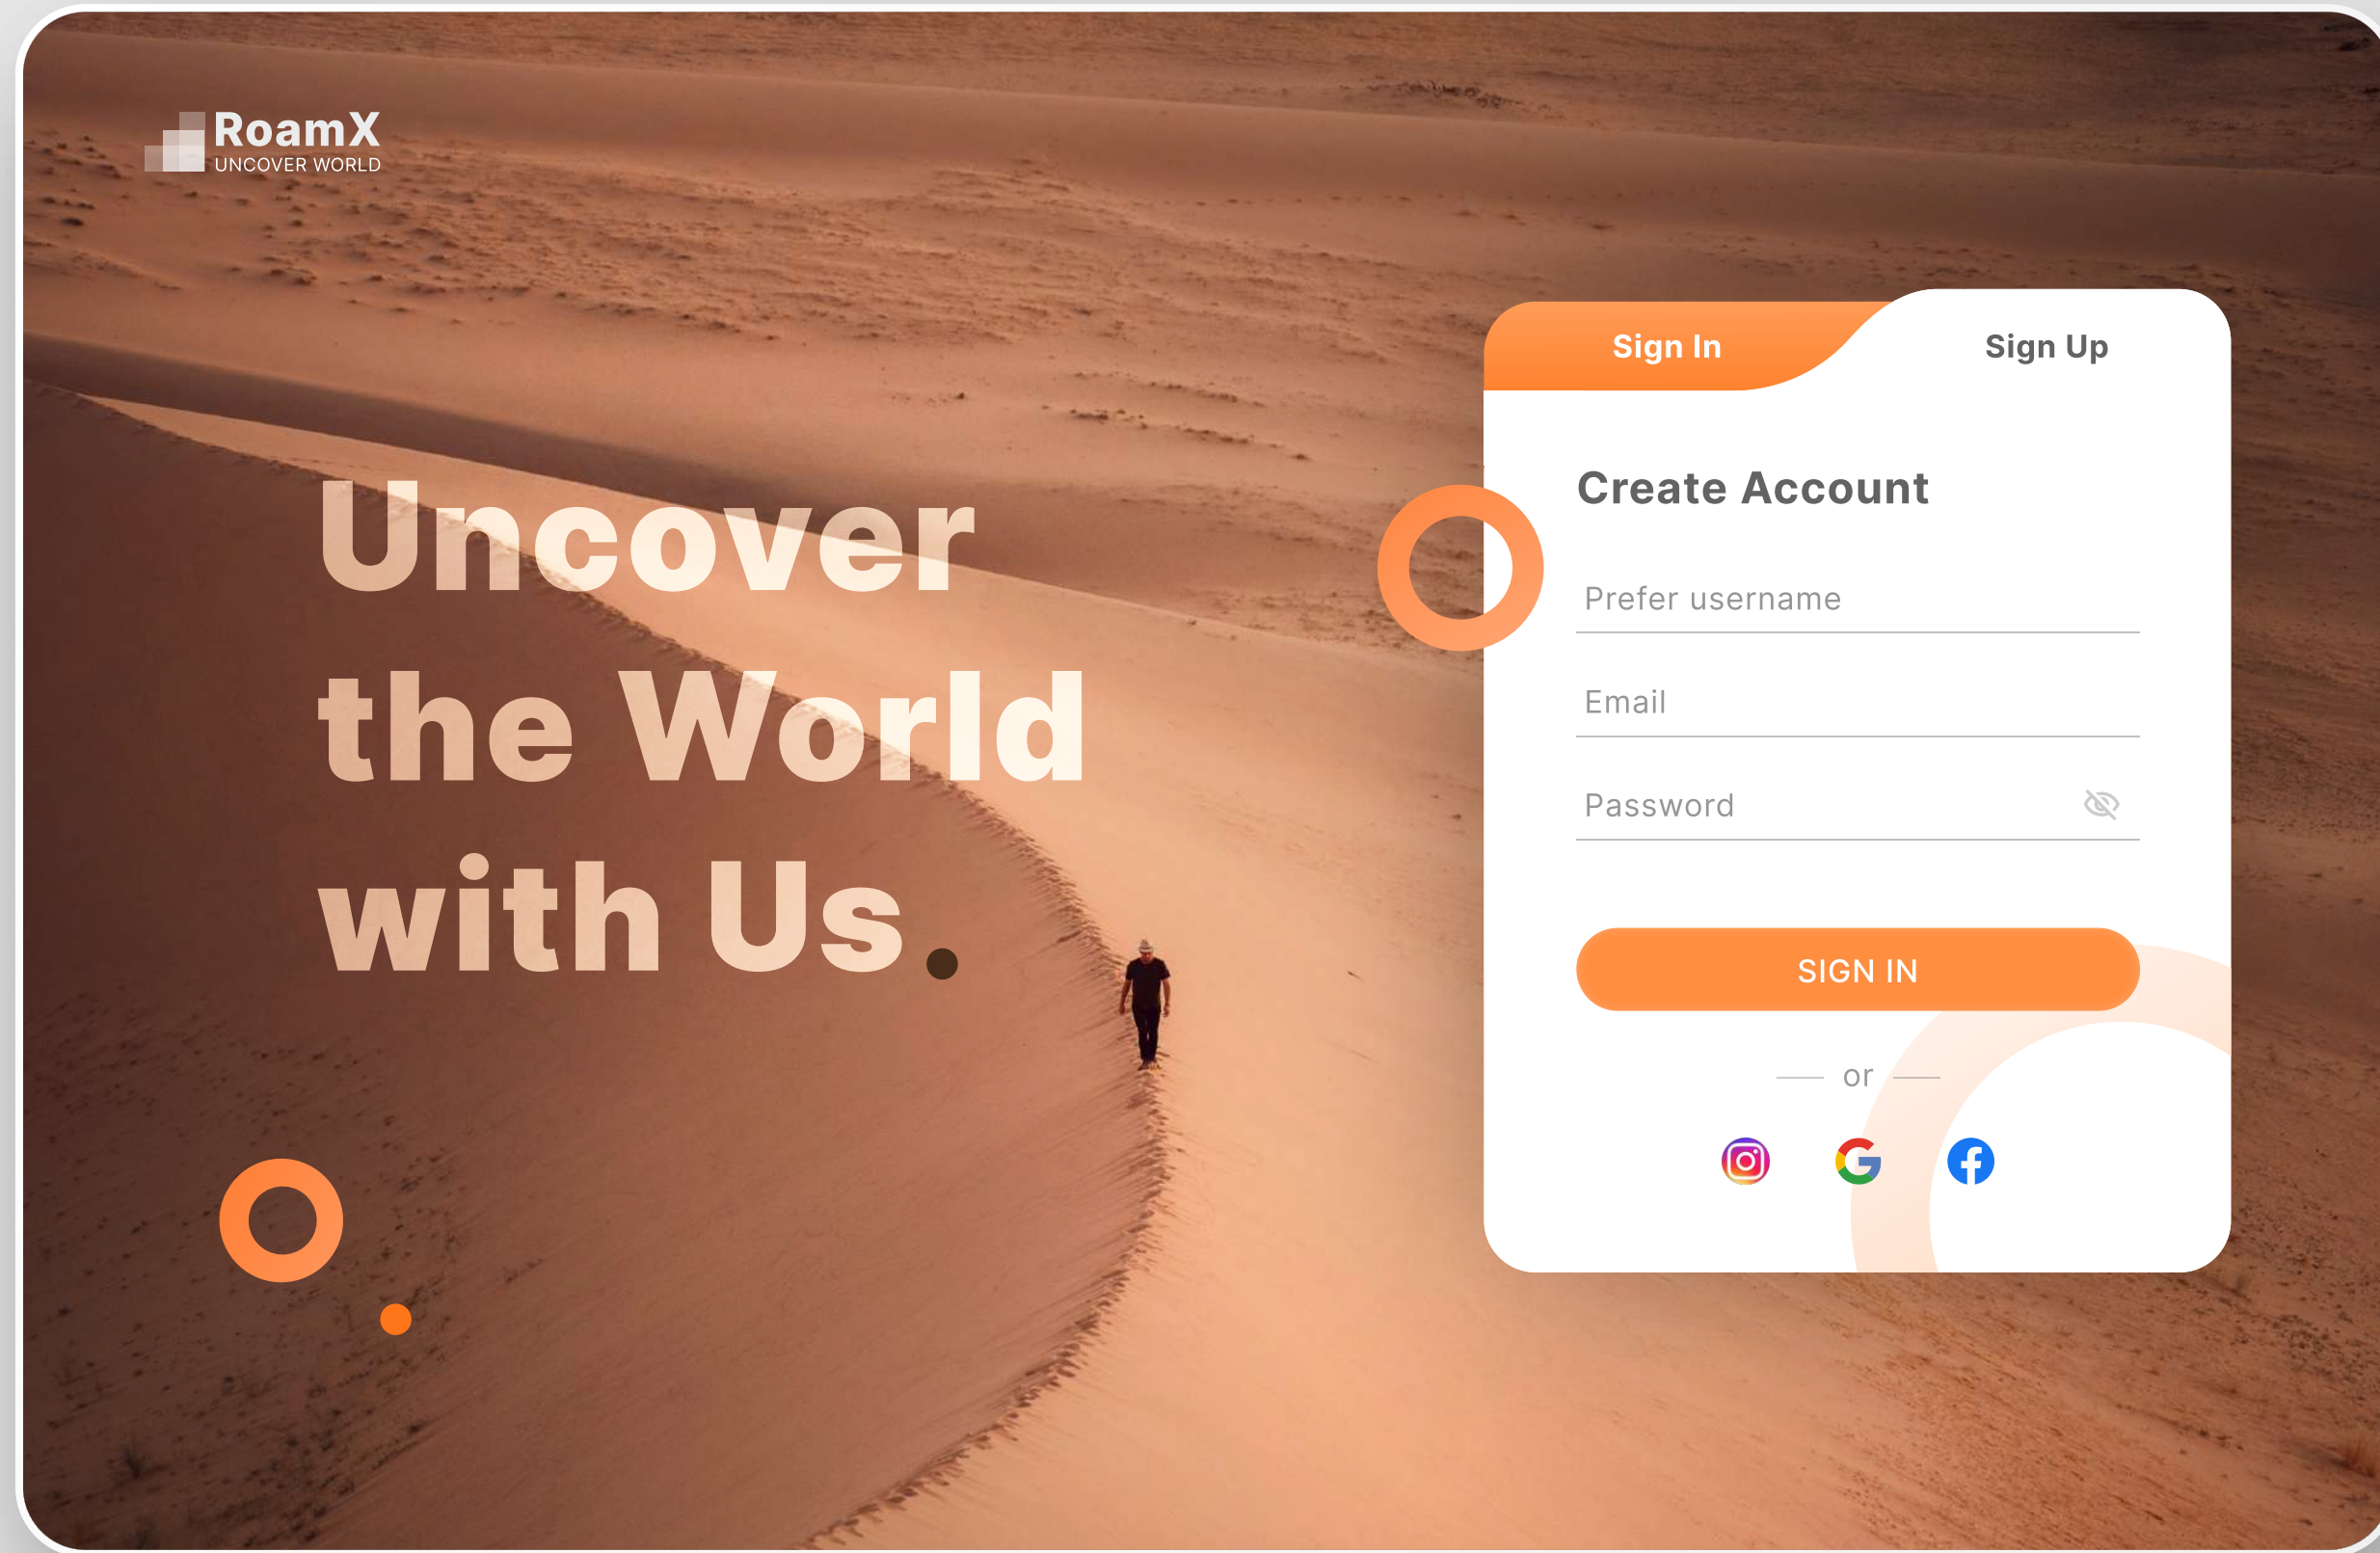 RoamX
UNCOVER WORLD
Uncover
the World
with Us.
Sign In
Sign Up
Create Account
Prefer username
Email
Password
SIGN IN
or